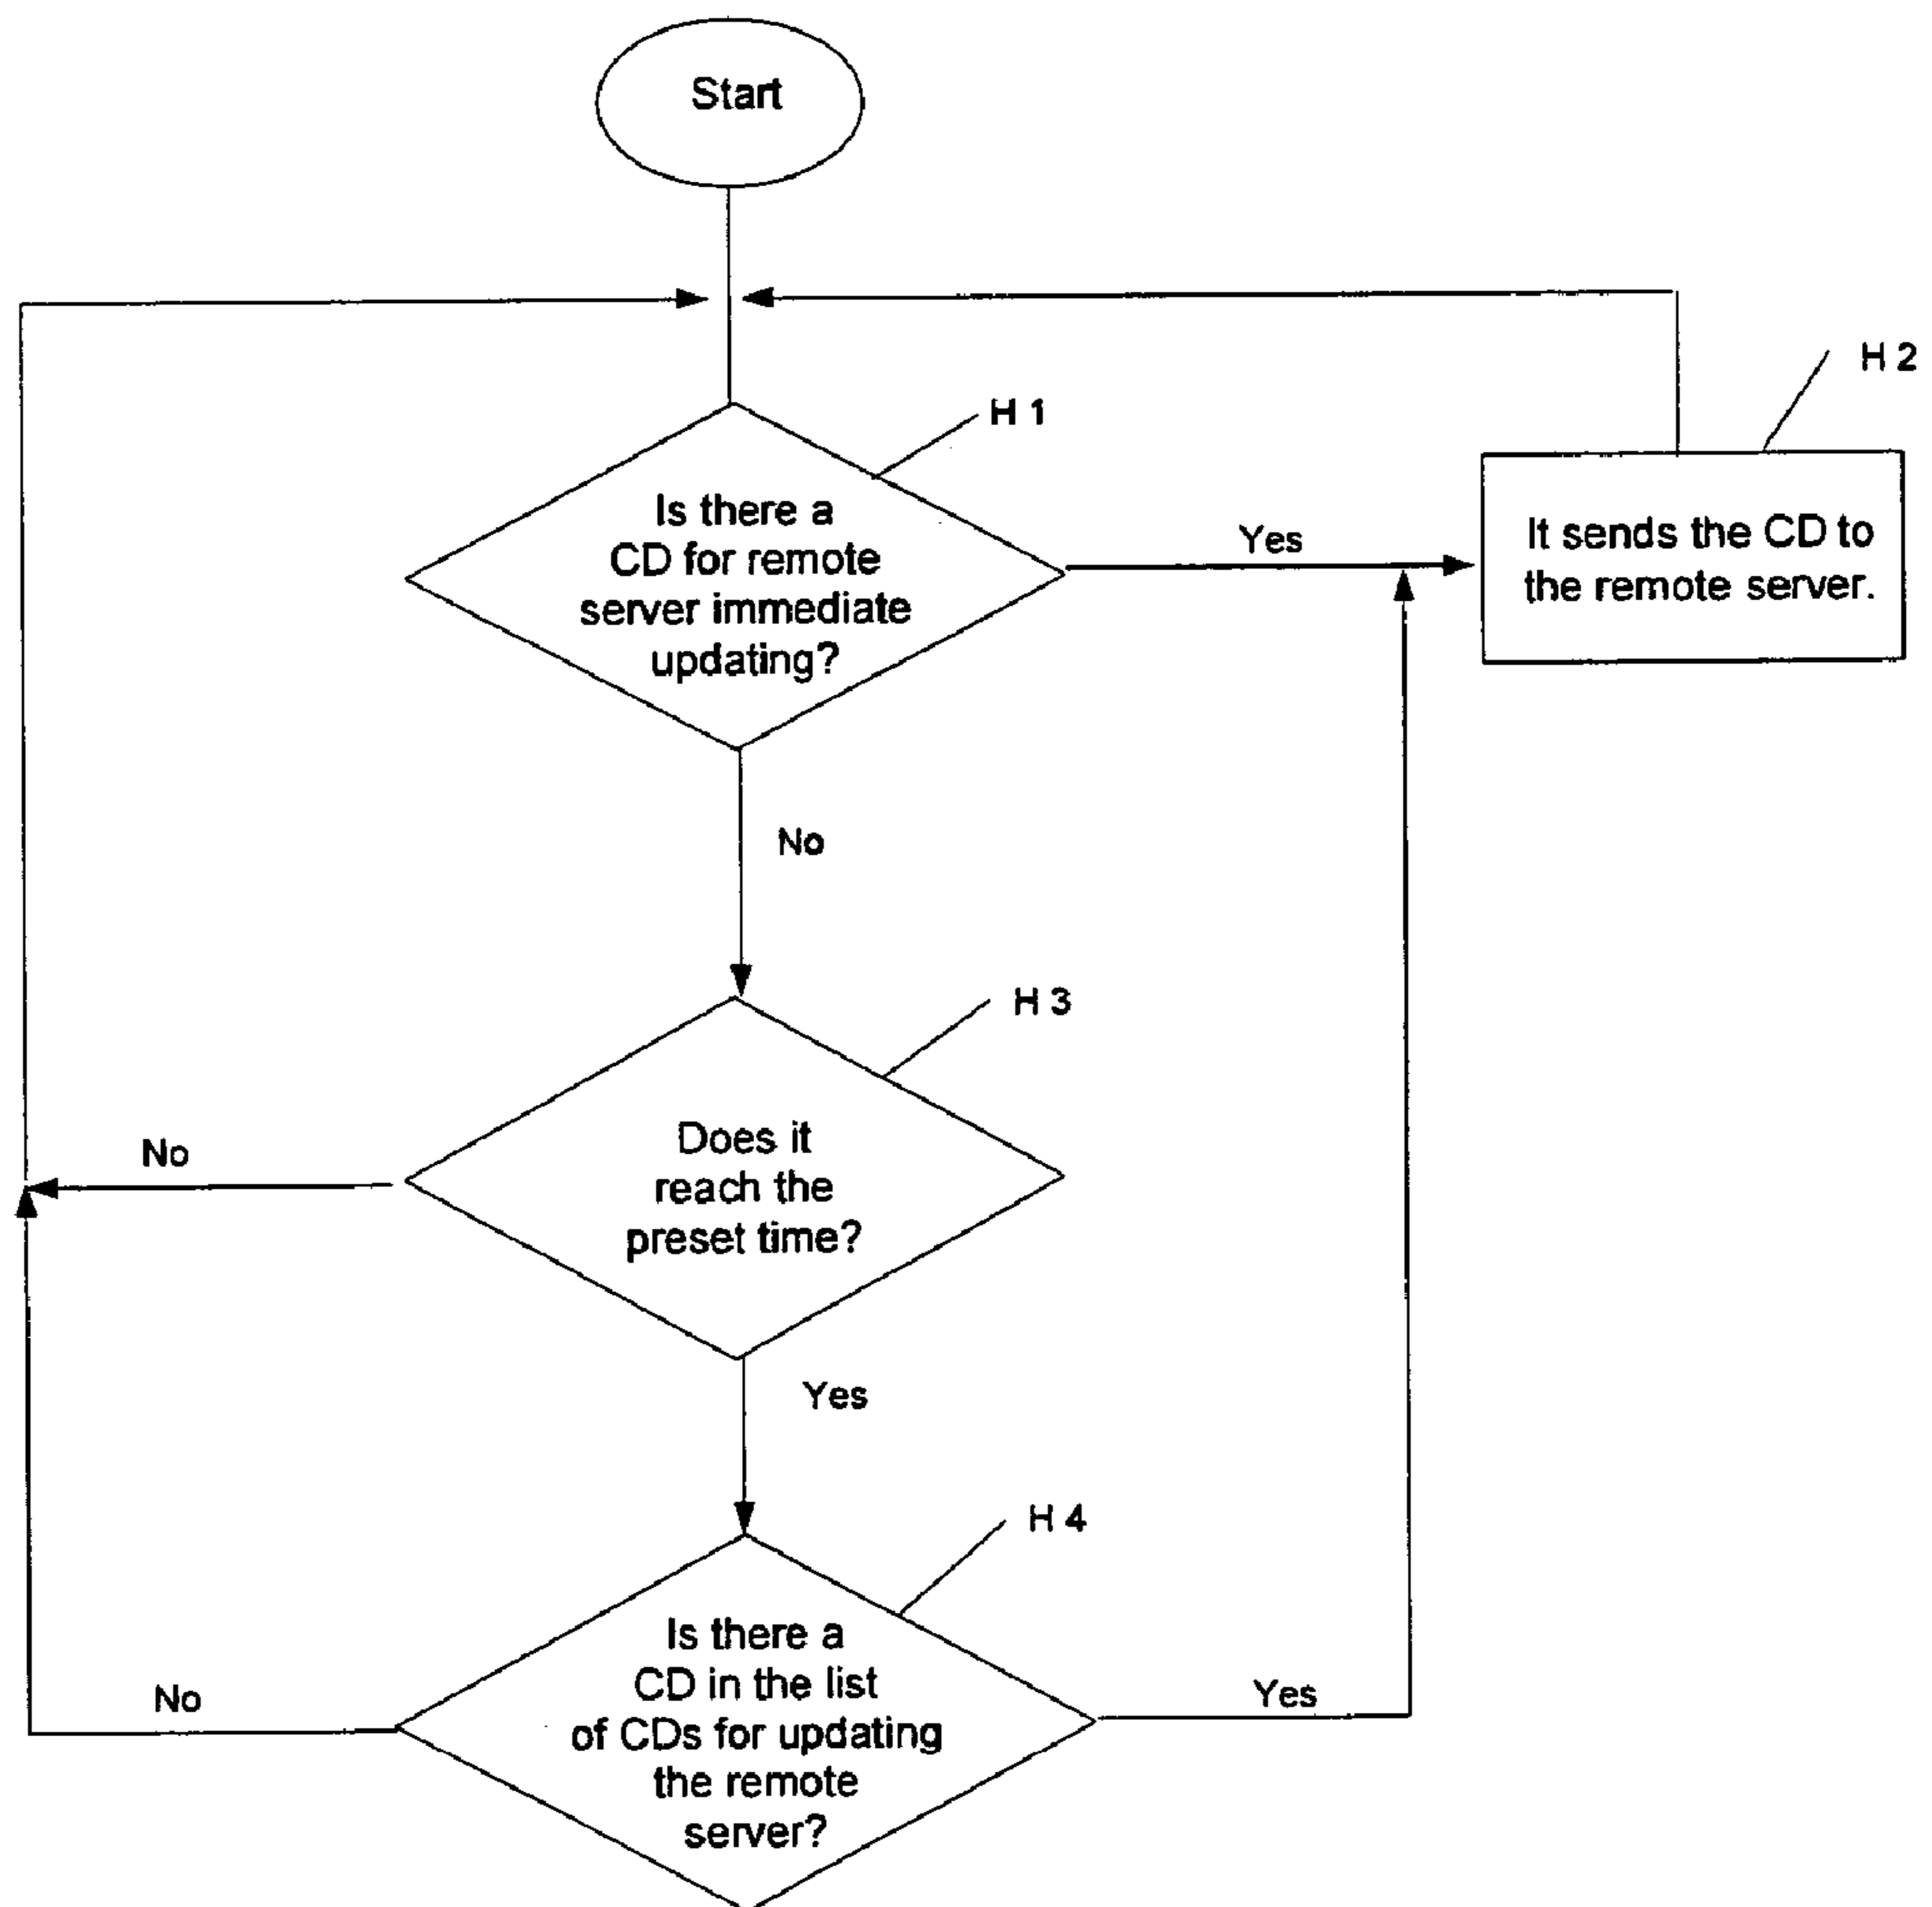 Start
H 2
H 1
Is there a
CD for remote
server immediate
updating?
Yes
It sends the CD to
the remote server.
No
H 3
Does it
reach the
preset time?
No
Yes
H 4
Is there a
CD in the list
of CDs for updating
the remote
server?
No
Yes